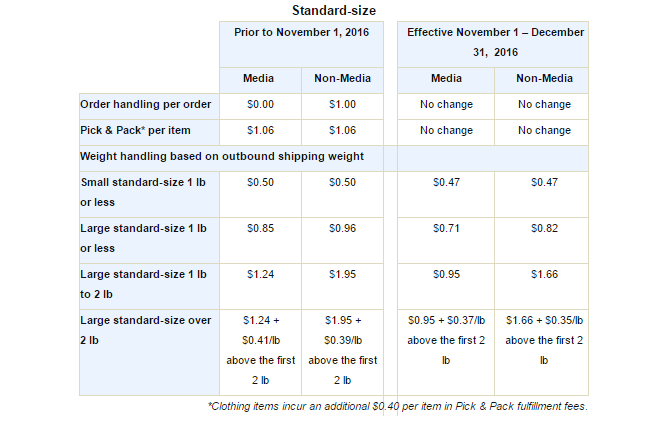 Standard-size
Prior to November 1, 2016
Effective November 1 – December
31, 2016
Media
Non-Media
Media
Non-Media
Order handling per order
$0.00
$1.00
No change
No change
Pick & Pack* per item
$1.06
$1.06
No change
No change
Weight handling based on outbound shipping weight
Small standard-size 1 lb
or less
$0.50
$0.50
$0.47
$0.47
Large standard-size 1 lb
or less
$0.85
$0.96
$0.71
$0.82
Large standard-size 1 lb
to 2 lb
$1.24
$1.95
$0.95
$1.66
Large standard-size over
2 lb
$1.24 +
$0.41/lb
above the first
2 lb
$1.95 +
$0.39/lb
above the first
2 lb
$0.95 + $0.37/lb
above the first 2
lb
$1.66 + $0.35/lb
above the first 2
lb
*Clothing items incur an additional $0.40 per item in Pick & Pack fulfillment fees.